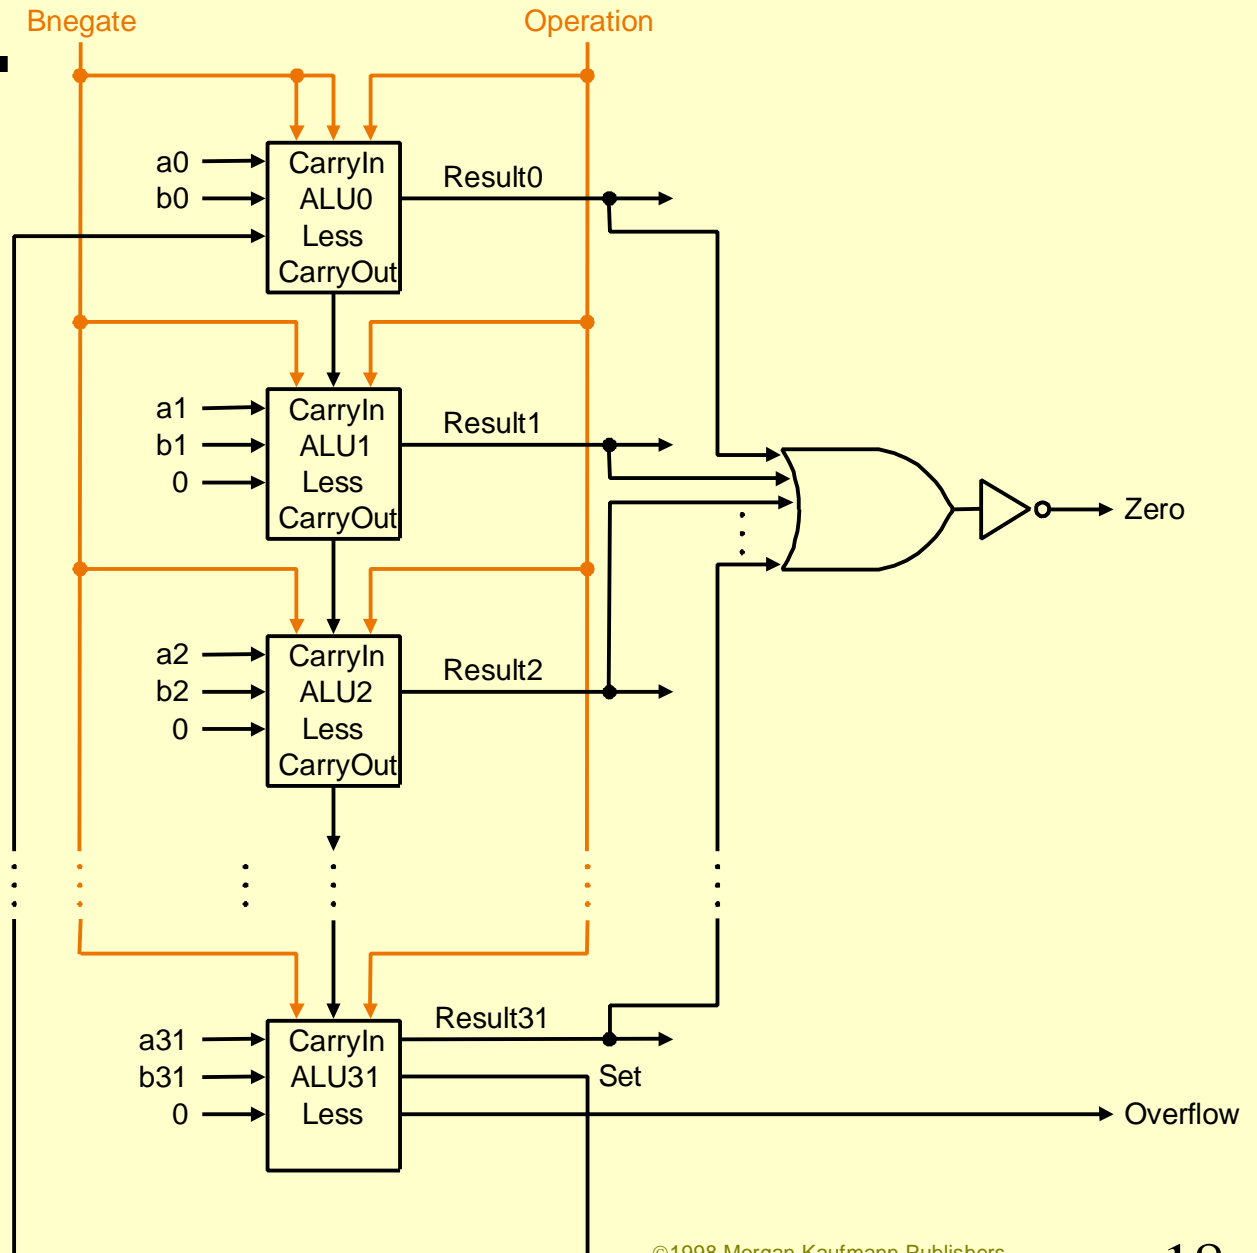 Bnegate
Operation
a0
b0
CarryIn
ALU0
Less
CarryOut
Result0
a1
b1
0
CarryIn
ALU1
Less
CarryOut
Result1
Zero
a2
b2
0
CarryIn
ALU2
Less
CarryOut
Result2
a31
b31
0
CarryIn
ALU31
Less
Result31
Set
Overflow
©1998 Morgan Kaufmann Publishers